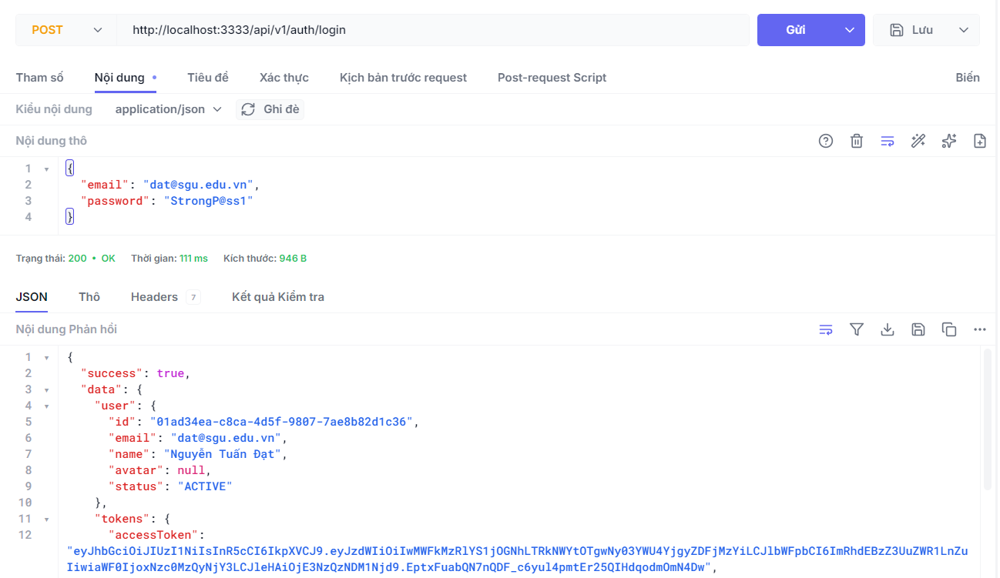 POST http://localhost:3333/api/v1/auth/login Gửi Lưu
Tham số Nội dung Tiêu đề Xác thực Kịch bản trước request Post-request Script Biến
Kiểu nội dung application/json Ghi đè
Nội dung thô
1 {
2 "email": "dat@sgu.edu.vn",
3 "password": "StrongP@ss1"
4 }
Trạng thái: 200 • OK Thời gian: 111 ms Kích thước: 946 B
JSON Thô Headers 7 Kết quả Kiểm tra
Nội dung Phản hồi
1 {
2 "success": true,
3 "data": {
4 "user": {
5 "id": "01ad34ea-c8ca-4d5f-9807-7ae8b82d1c36",
6 "email": "dat@sgu.edu.vn",
7 "name": "Nguyễn Tuấn Đạt",
8 "avatar": null,
9 "status": "ACTIVE"
10 },
11 "tokens": {
12 "accessToken":
"eyJhbGciOiJIUzI1NiIsInR5cCI6IkpXVCJ9.eyJzdWIiOiIwMWFkMzRlYS1jOGNhLTRkNWYtOTgwNy03YWU4YjgyZDFjMzYiLCJlbWFpbCI6ImRhdEBzZ3UuZWR1LnZu
IiwiaWF0IjoxNzc0MzQyNjY3LCJleHAiOjE3NzQzNDM1Njd9.EptxFuabQN7nQDF_c6yul4pmtEr25QIHdqodmOmN4Dw",